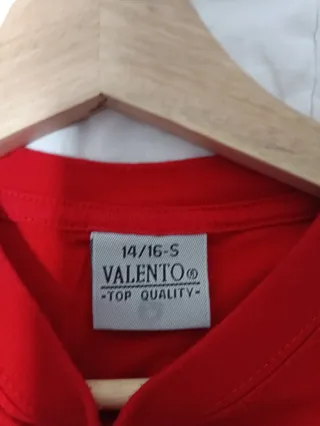 14/16-S
VALENTO®
-TOP QUALITY-